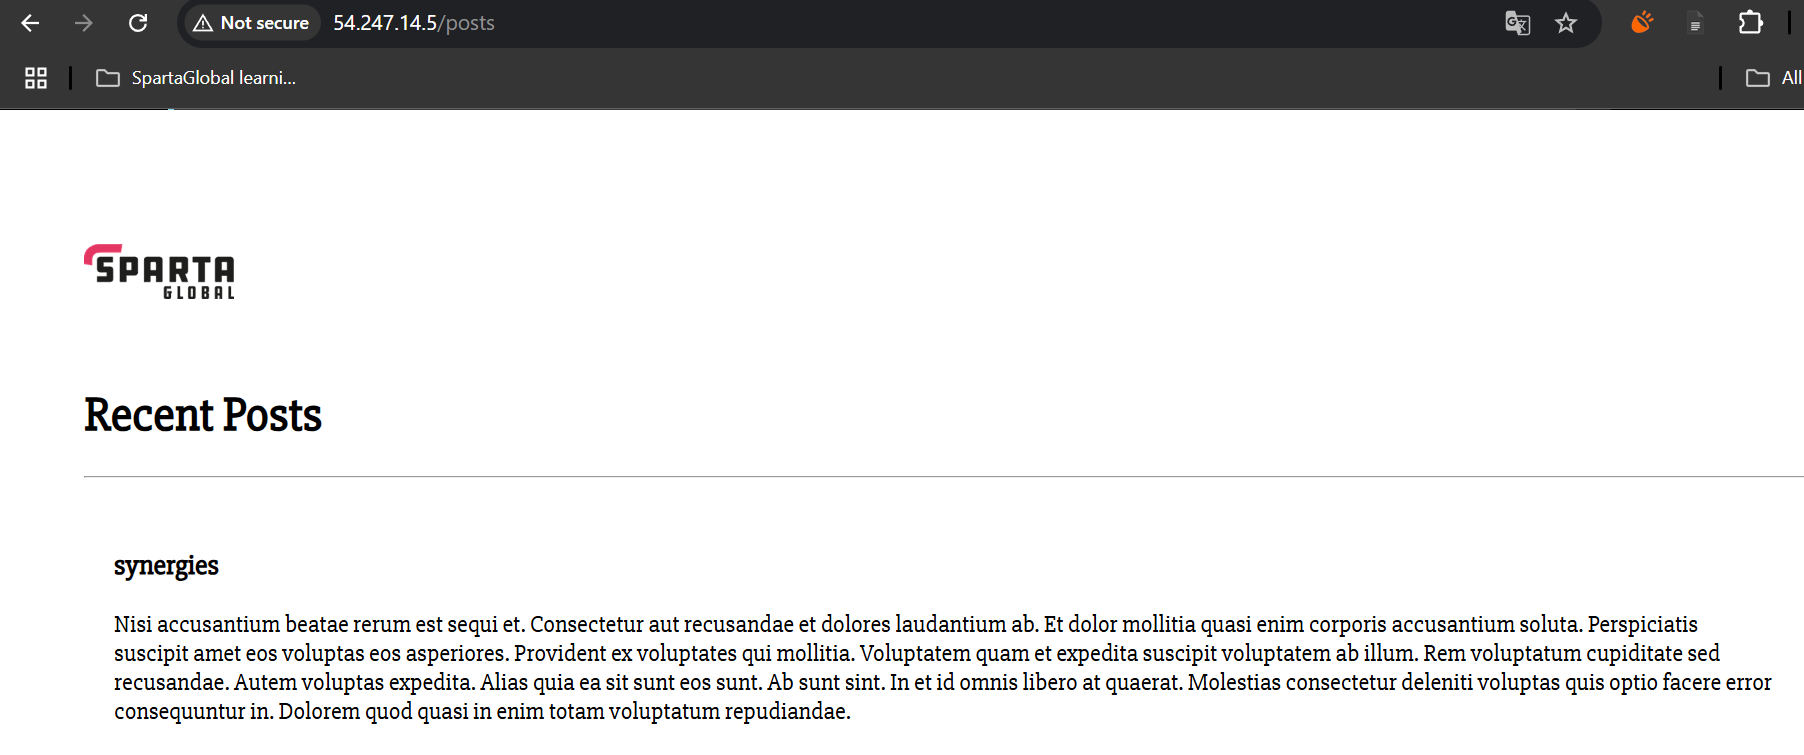 Not secure 54.247.14.5/posts
SpartaGlobal learni...
All
SPARTA
GLOBAL
Recent Posts
synergies
Nisi accusantium beatae rerum est sequi et. Consectetur aut recusandae et dolores laudantium ab. Et dolor mollitia quasi enim corporis accusantium soluta. Perspiciatis
suscipit amet eos voluptas eos asperiores. Provident ex voluptates qui mollitia. Voluptatem quam et expedita suscipit voluptatem ab illum. Rem voluptatum cupiditate sed
recusandae. Autem voluptas expedita. Alias quia ea sit sunt eos sunt. Ab sunt sint. In et id omnis libero at quaerat. Molestias consectetur deleniti voluptas quis optio facere error
consequuntur in. Dolorem quod quasi in enim totam voluptatum repudiandae.